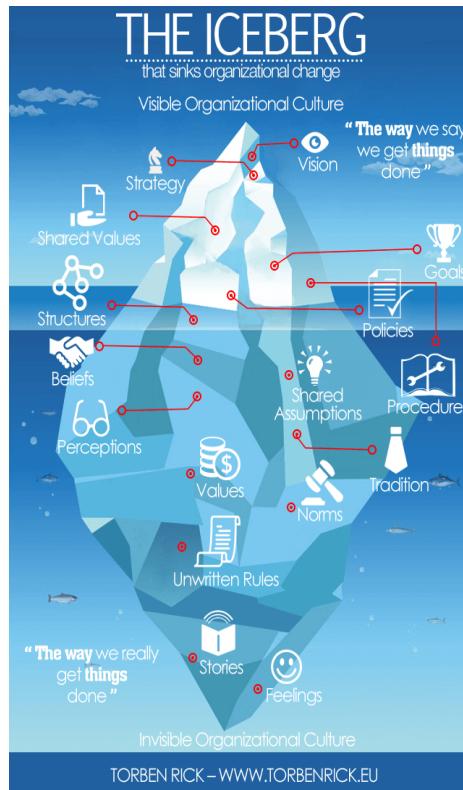 THE ICEBERG
that sinks organizational change
Visible Organizational Culture
" The way we say
we get things
done "
Vision
Strategy
Shared Values
Goals
Structures
Policies
Beliefs
Shared
Assumptions
Procedure
Perceptions
Tradition
Values
Norms
Unwritten Rules
" The way we really
get things
done "
Stories
Feelings
Invisible Organizational Culture
TORBEN RICK – WWW.TORBENRICK.EU